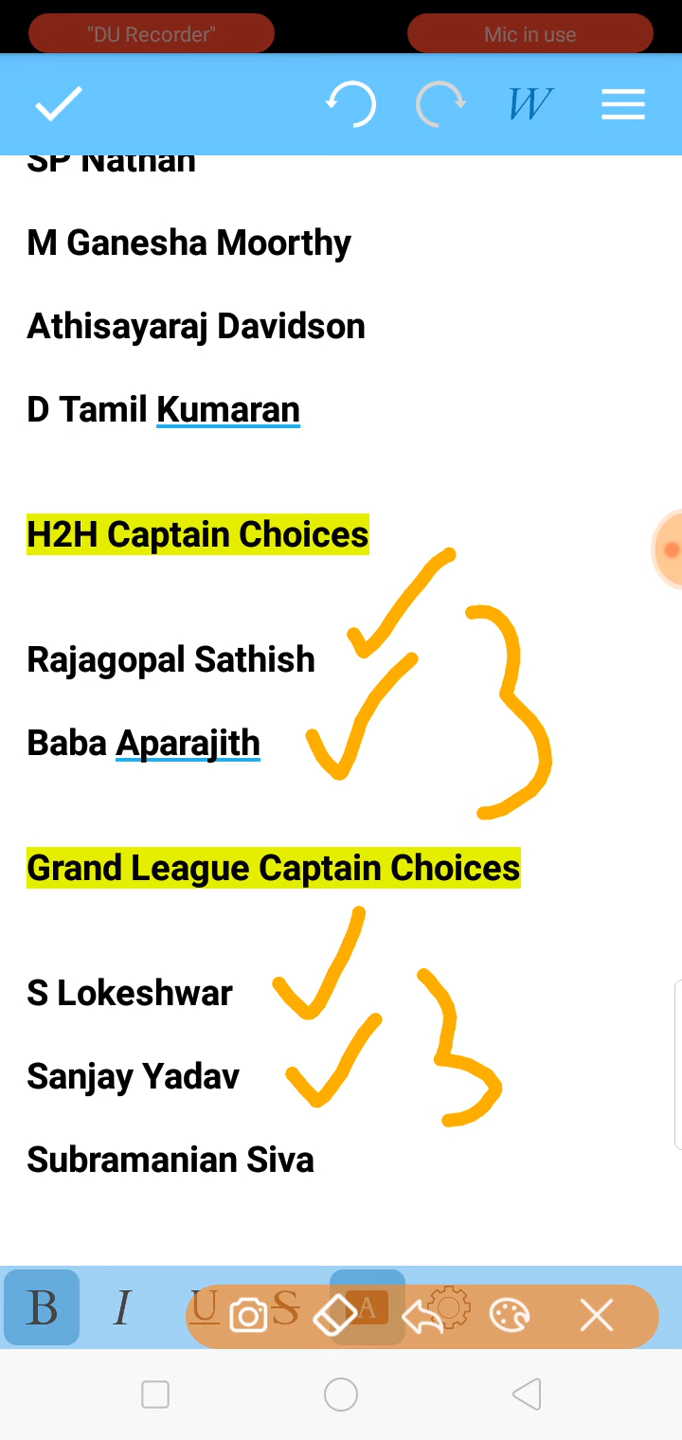 "DU Recorder" Mic in use
W
SP Nathan
M Ganesha Moorthy
Athisayaraj Davidson
D Tamil Kumaran
H2H Captain Choices
Rajagopal Sathish
Baba Aparajith
Grand League Captain Choices
S Lokeshwar
Sanjay Yadav
Subramanian Siva
B I U S A